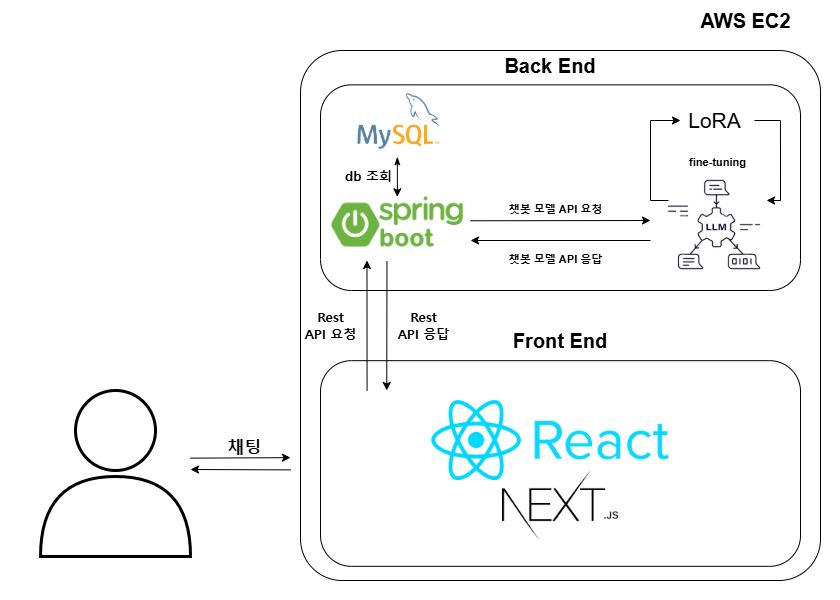 AWS EC2
Back End
MySQL
LoRA
fine-tuning
db 조회
spring
boot
챗봇 모델 API 요청
LLM
챗봇 모델 API 응답
Rest
API 요청
Rest
API 응답
Front End
채팅
React
NEXT.JS